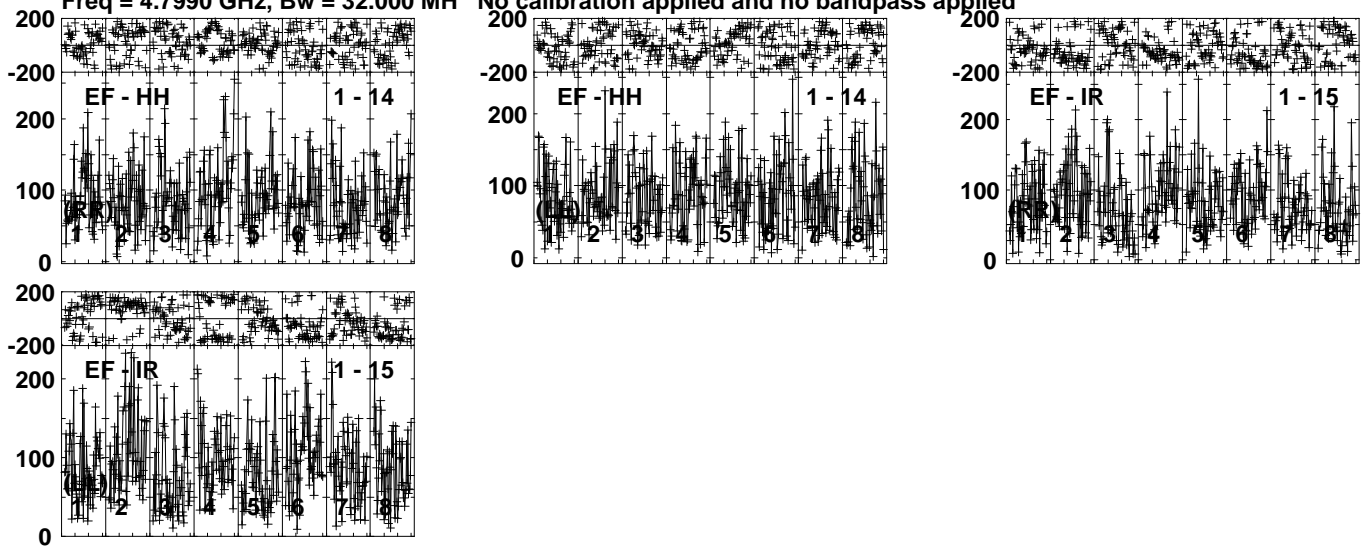 Freq = 4.7990 GHz, Bw = 32.000 MH   No calibration applied and no bandpass applied
200
-200
EF - HH 1 - 14
200
100
(RR)
1 2 3 4 5 6 7 8
0
200
-200
EF - HH 1 - 14
200
100
(LL)
1 2 3 4 5 6 7 8
0
200
-200
EF - IR 1 - 15
200
100
(RR)
1 2 3 4 5 6 7 8
0
200
-200
EF - IR 1 - 15
200
100
(LL)
1 2 3 4 5 6 7 8
0